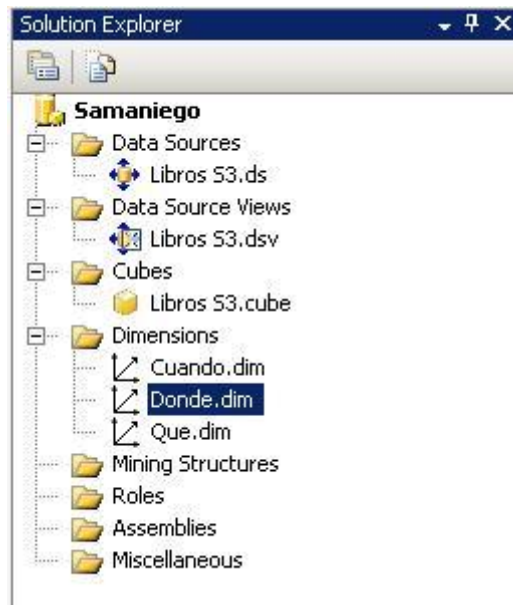 Solution Explorer
Samaniego
Data Sources
Libros S3.ds
Data Source Views
Libros S3.dsv
Cubes
Libros S3.cube
Dimensions
Cuando.dim
Donde.dim
Que.dim
Mining Structures
Roles
Assemblies
Miscellaneous